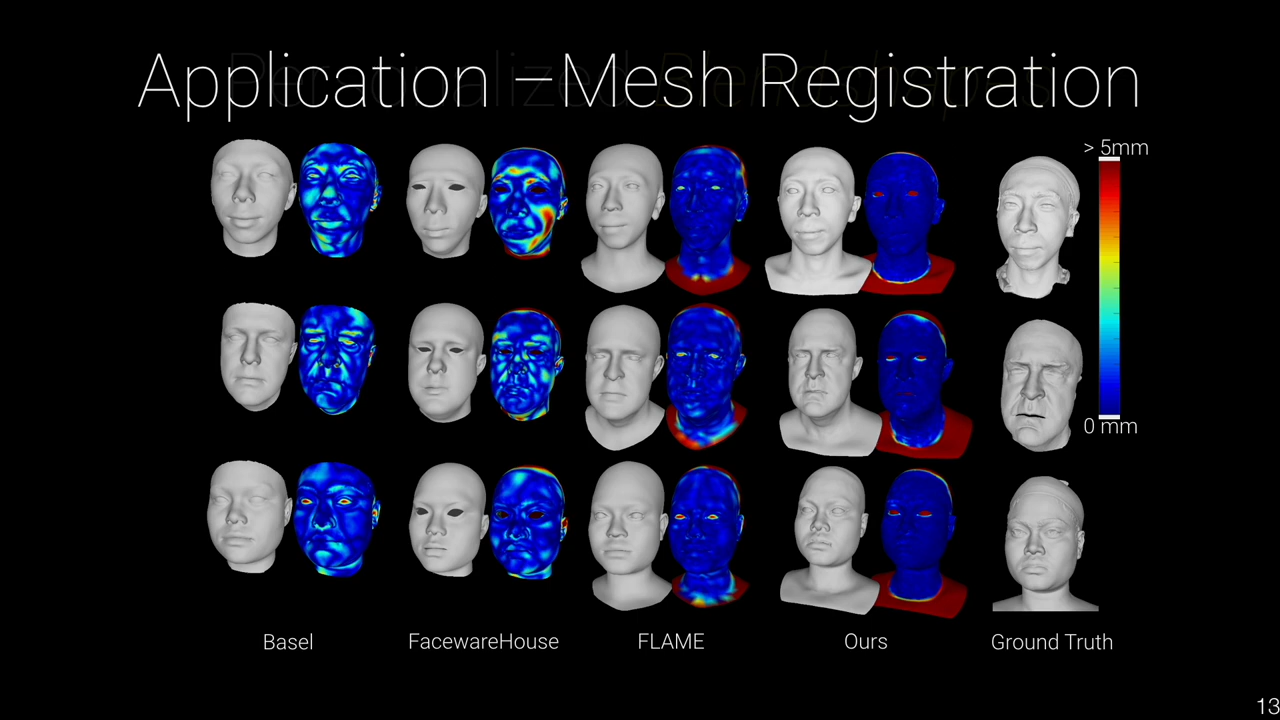 Application – Mesh Registration
> 5mm
0 mm
Basel
FacewareHouse
FLAME
Ours
Ground Truth
13